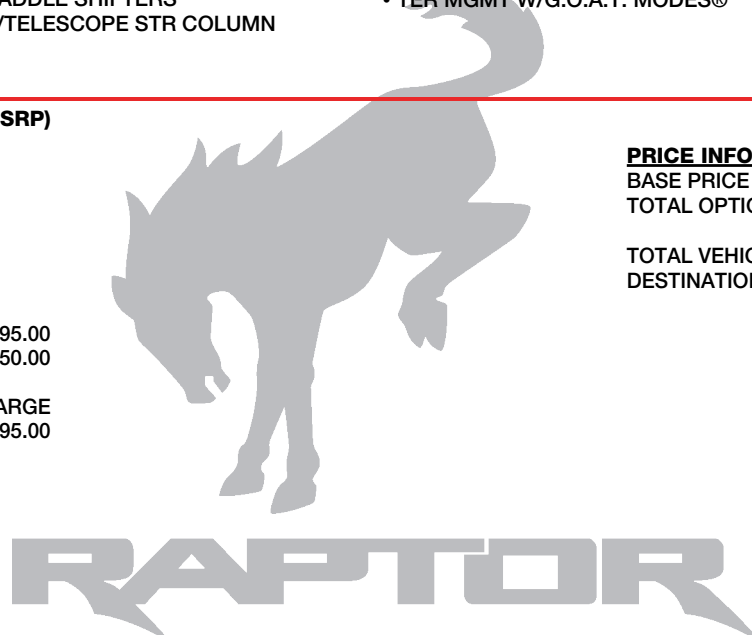 ADDLE SHIFTERS
/TELESCOPE STR COLUMN
• TER MGMT W/G.O.A.T. MODES®
SRP)
95.00
50.00
ARGE
95.00
PRICE INFO
BASE PRICE
TOTAL OPTIO
TOTAL VEHIC
DESTINATION
RAPTOR